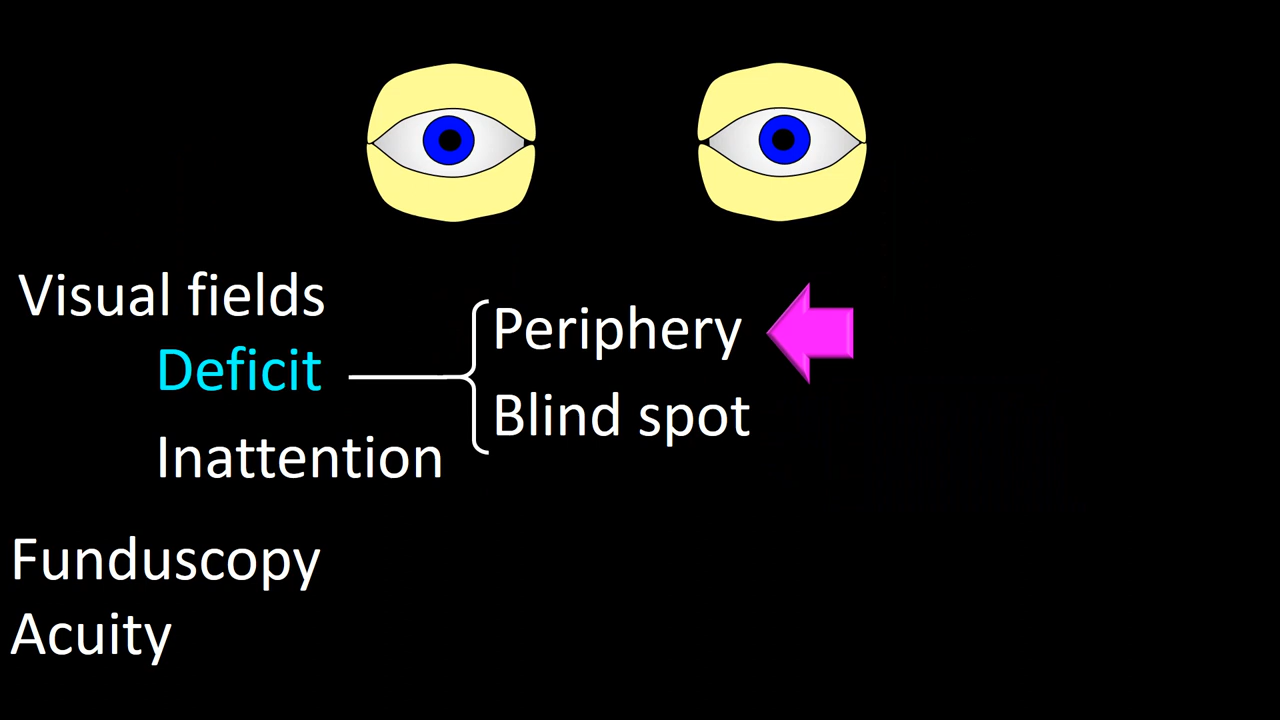 Visual fields
Deficit
Periphery
Blind spot
Inattention
Funduscopy
Acuity